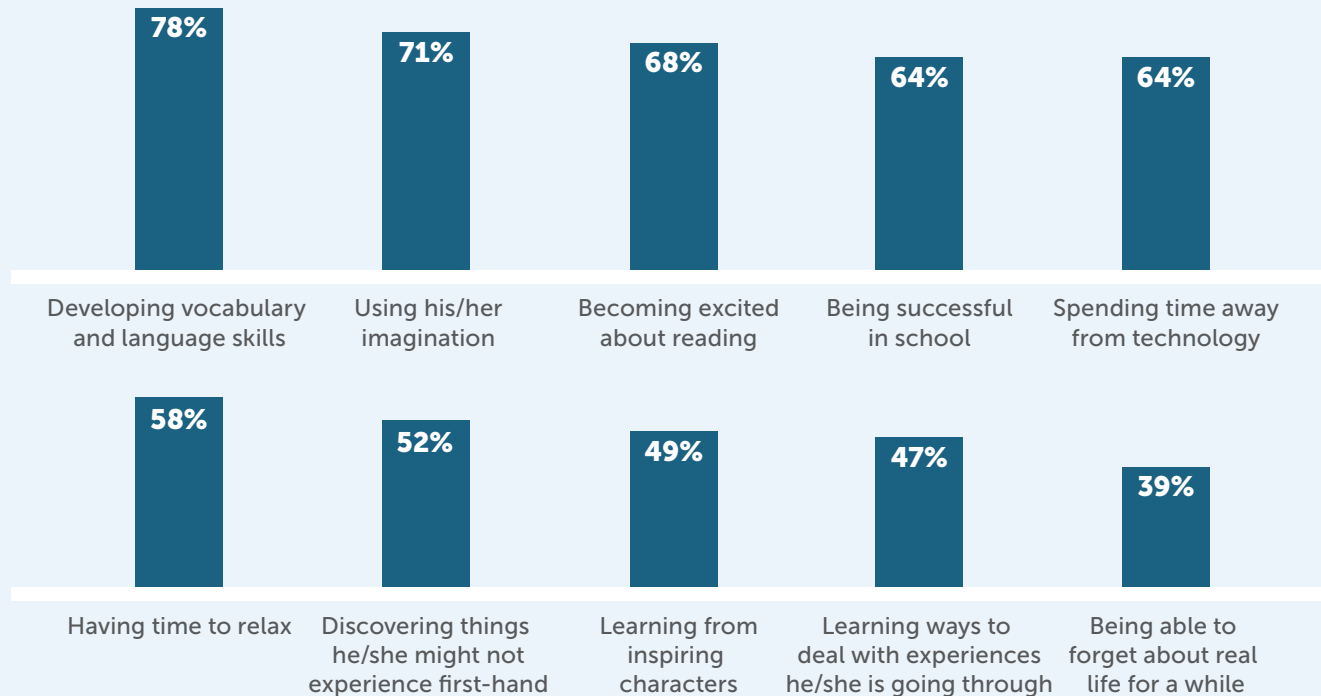 78%
71%
68%
64%
64%
Developing vocabulary
and language skills
Using his/her
imagination
Becoming excited
about reading
Being successful
in school
Spending time away
from technology
58%
52%
49%
47%
39%
Having time to relax
Discovering things
he/she might not
experience first-hand
Learning from
inspiring
characters
Learning ways to
deal with experiences
he/she is going through
Being able to
forget about real
life for a while